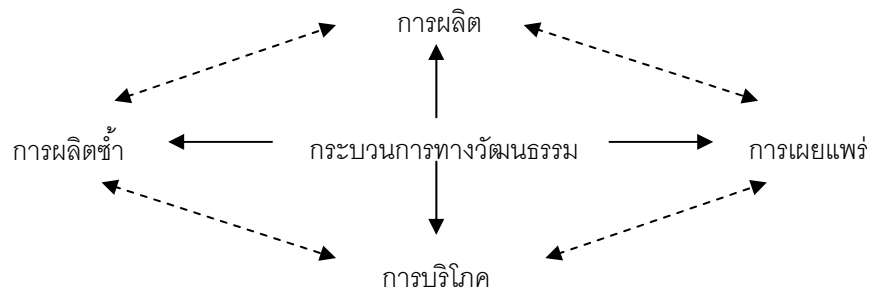 การผลิต
การผลิตซ้ำ กระบวนการทางวัฒนธรรม การเผยแพร่
การบริโภค